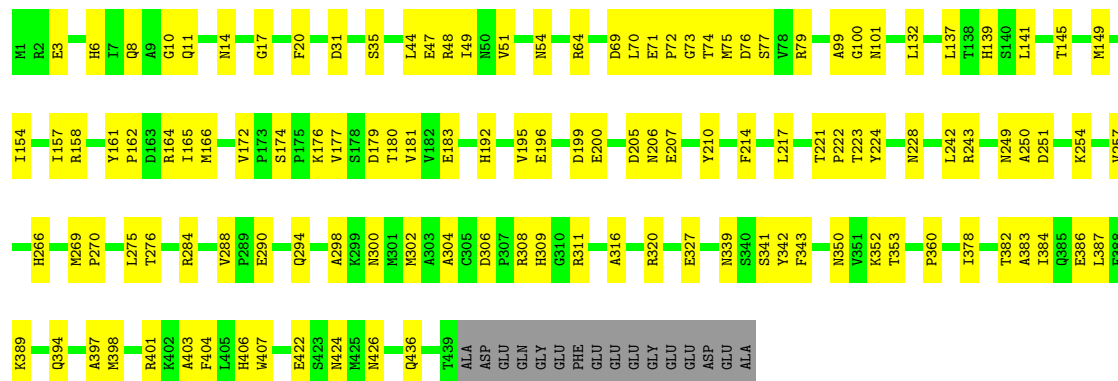 M1 R2 E3 H6 I7 Q8 A9 G10 Q11 N14 G17 F20 D31 S35 L44 E47 R48 I49 N50 V51 N54 R64 D69 L70 E71 P72 G73 T74 M75 D76 S77 V78 R79 A99 G100 N101 L132 L137 T138 H139 S140 L141 T145 M149
I154 I157 R158 Y161 P162 D163 R164 I165 M166 V172 P173 S174 P175 K176 V177 S178 D179 T180 V181 V182 E183 H192 V195 E196 D199 E200 D205 N206 E207 Y210 F214 L217 T221 P222 T223 Y224 N228 L242 R243 N249 A250 D251 K254
H266 M269 P270 L275 T276 R284 V288 P289 E290 Q294 A298 K299 N300 M301 M302 A303 A304 C305 D306 P307 R308 H309 G310 R311 A316 R320 E327 N339 S340 S341 Y342 F343 N350 V351 K352 T353 P360 I378 T382 A383 I384 Q385 E386 L387
K389 Q394 A397 M398 R401 K402 A403 F404 L405 H406 W407 E422 S423 N424 M425 N426 Q436 T439 ALA ASP GLU GLN GLY GLU PHE GLU GLU GLU GLY GLU GLU ASP GLU ALA